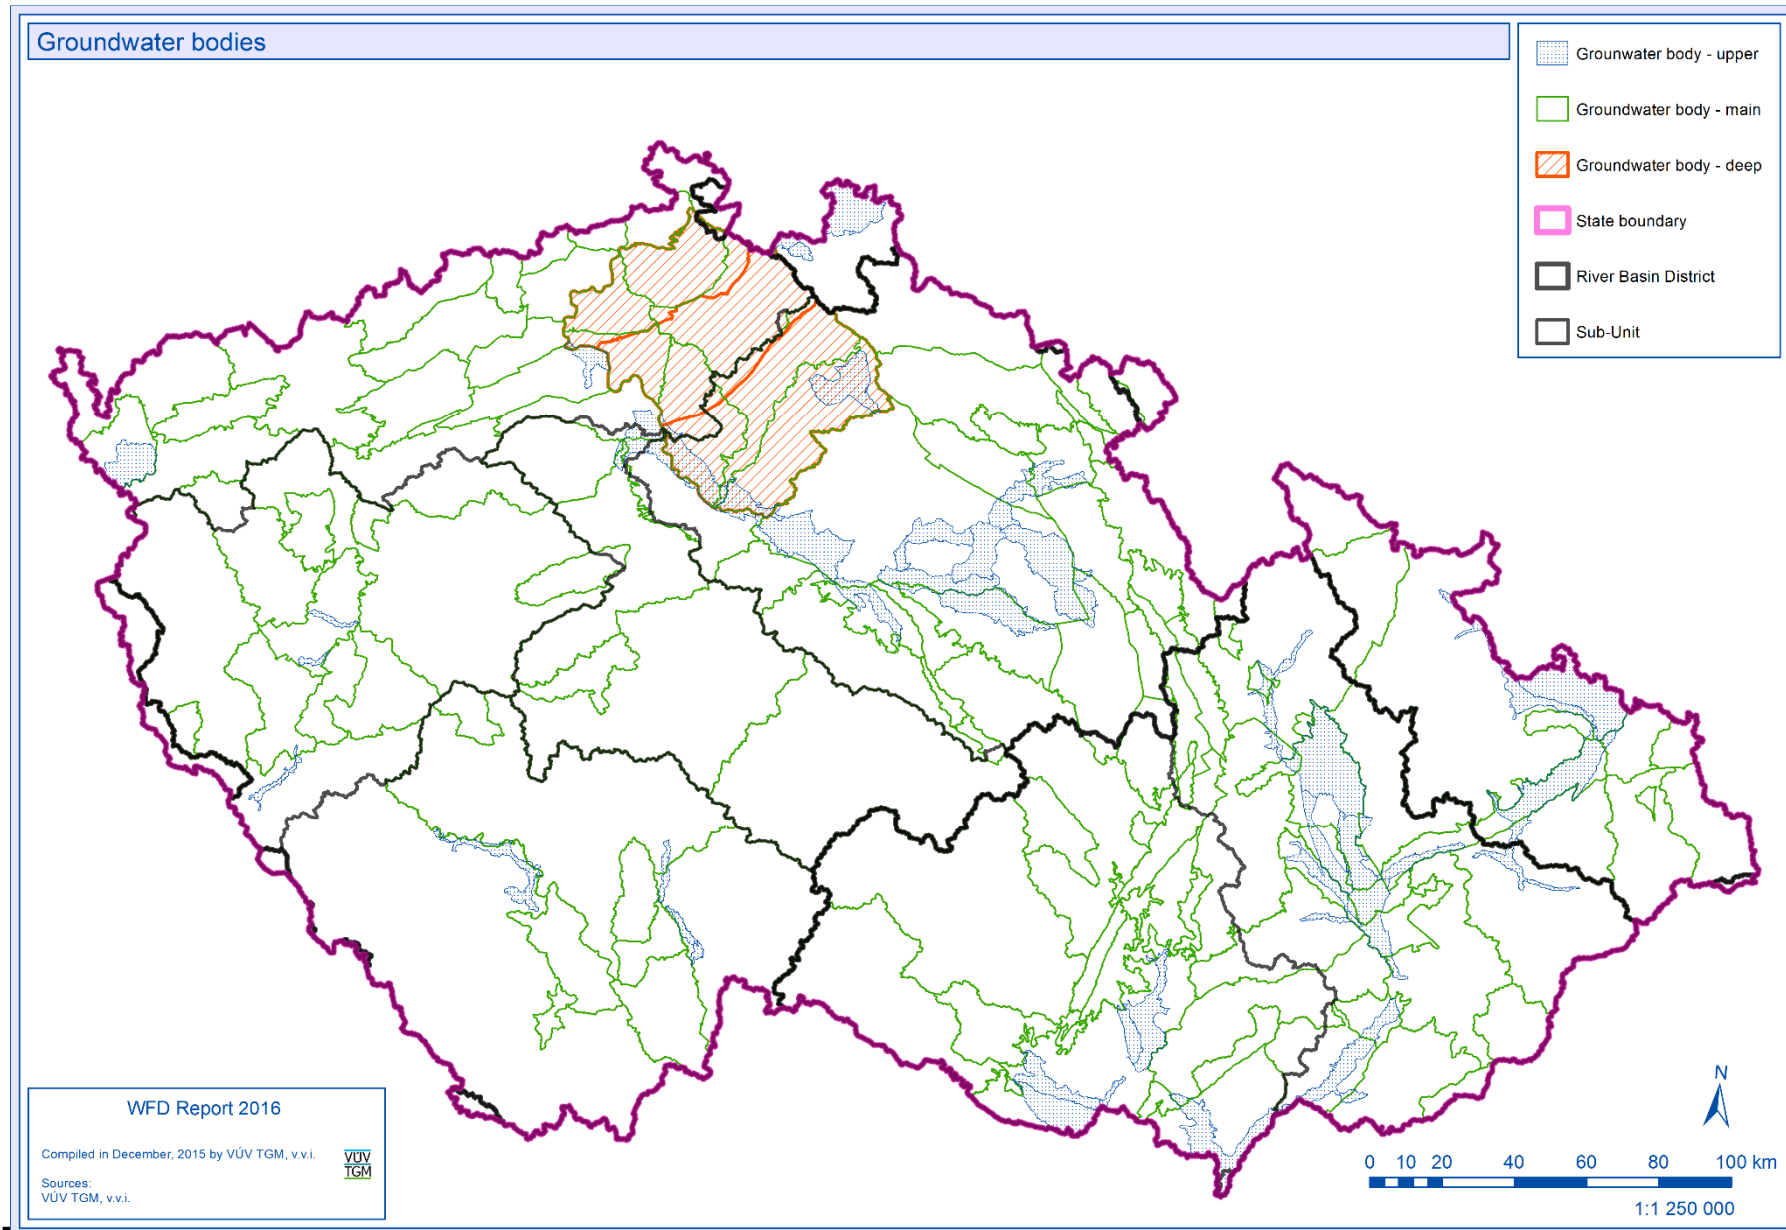 Groundwater bodies
Grounwater body - upper
Groundwater body - main
Groundwater body - deep
State boundary
River Basin District
Sub-Unit
WFD Report 2016
Compiled in December, 2015 by VÚV TGM, v.v.i.
VÚV
TGM
Sources:
VÚV TGM, v.v.i.
N
0 10 20 40 60 80 100 km
1:1 250 000